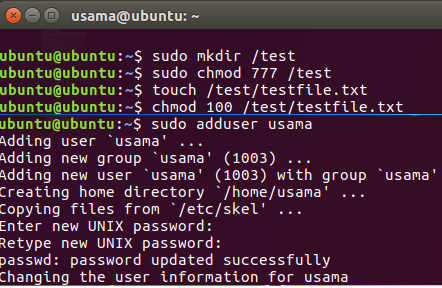 usama@ubuntu: ~
ubuntu@ubuntu:~$ sudo mkdir /test
ubuntu@ubuntu:~$ sudo chmod 777 /test
ubuntu@ubuntu:~$ touch /test/testfile.txt
ubuntu@ubuntu:~$ chmod 100 /test/testfile.txt
ubuntu@ubuntu:~$ sudo adduser usama
Adding user `usama' ...
Adding new group `usama' (1003) ...
Adding new user `usama' (1003) with group `usama'
Creating home directory `/home/usama' ...
Copying files from `/etc/skel' ...
Enter new UNIX password:
Retype new UNIX password:
passwd: password updated successfully
Changing the user information for usama